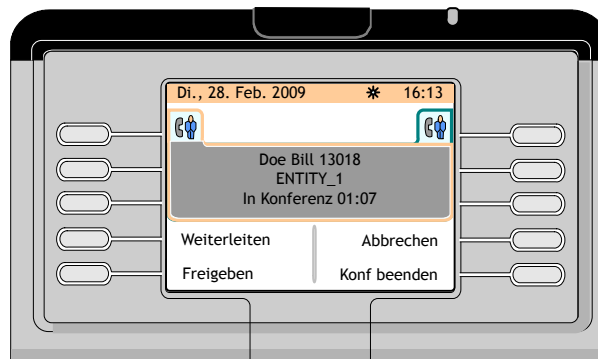 Di., 28. Feb. 2009 16:13
Doe Bill 13018
ENTITY_1
In Konferenz 01:07
Weiterleiten Abbrechen
Freigeben Konf beenden